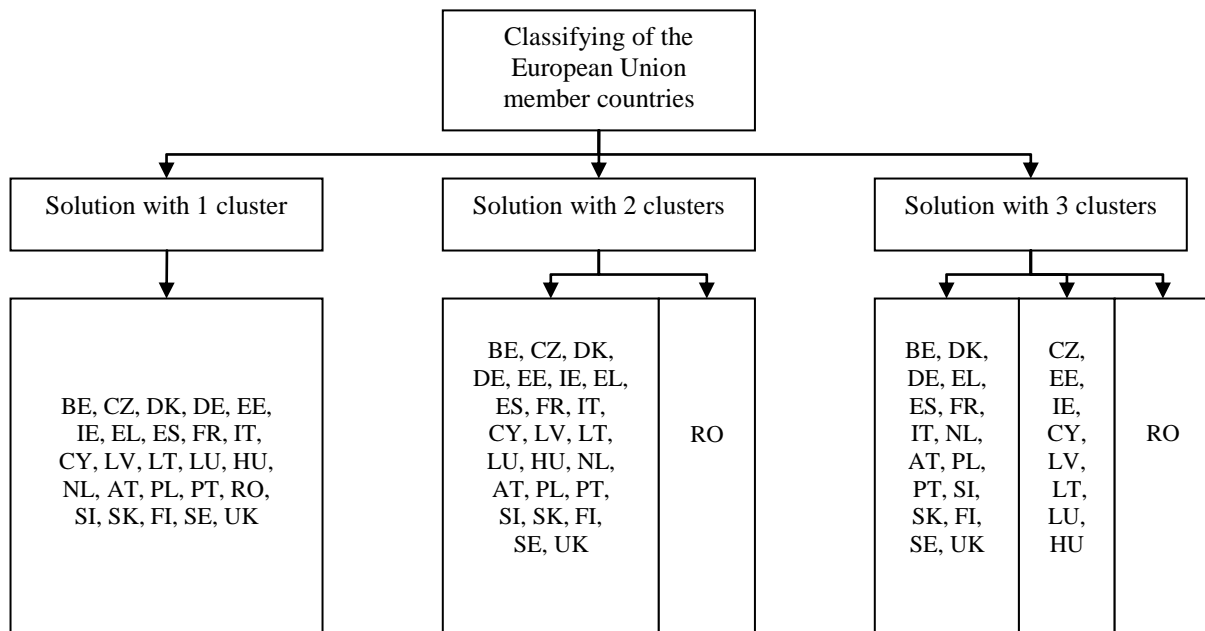 Classifying of the
European Union
member countries
Solution with 1 cluster
Solution with 2 clusters
Solution with 3 clusters
BE, CZ, DK, DE, EE,
IE, EL, ES, FR, IT,
CY, LV, LT, LU, HU,
NL, AT, PL, PT, RO,
SI, SK, FI, SE, UK
BE, CZ, DK,
DE, EE, IE, EL,
ES, FR, IT,
CY, LV, LT,
LU, HU, NL,
AT, PL, PT,
SI, SK, FI,
SE, UK
RO
BE, DK,
DE, EL,
ES, FR,
IT, NL,
AT, PL,
PT, SI,
SK, FI,
SE, UK
CZ,
EE,
IE,
CY,
LV,
LT,
LU,
HU
RO